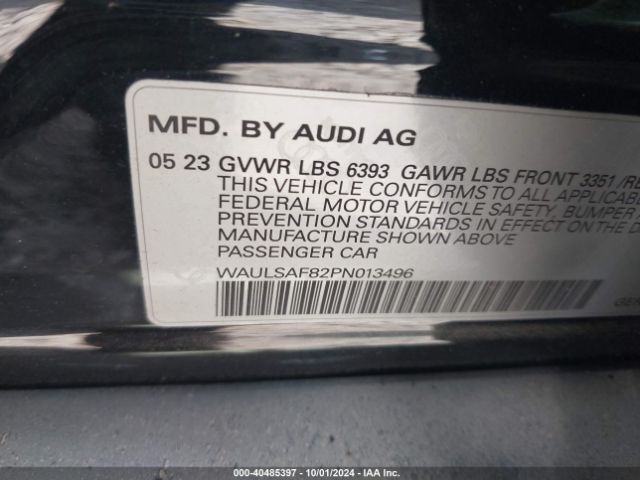 MFD. BY AUDI AG
05 23 GVWR LBS 6393 GAWR LBS FRONT 3351 /RE
THIS VEHICLE CONFORMS TO ALL APPLICABLE
FEDERAL MOTOR VEHICLE SAFETY, BUMPER
PREVENTION STANDARDS IN EFFECT ON THE D
MANUFACTURE SHOWN ABOVE
PASSENGER CAR
WAULSAF82PN013496
000-40485397 - 10/01/2024 - IAA Inc.